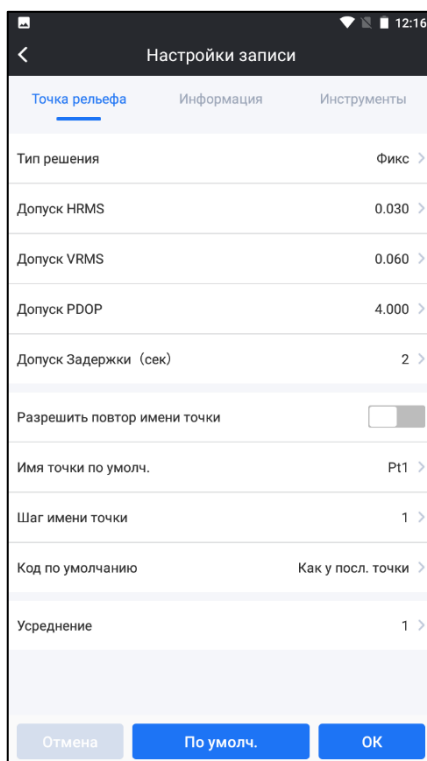 12:16
Настройки записи
Точка рельефа Информация Инструменты
Тип решения Фикс
Допуск HRMS 0.030
Допуск VRMS 0.060
Допуск PDOP 4.000
Допуск Задержки (сек) 2
Разрешить повтор имени точки
Имя точки по умолч. Pt1
Шаг имени точки 1
Код по умолчанию Как у посл. точки
Усреднение 1
Отмена По умолч. ОК